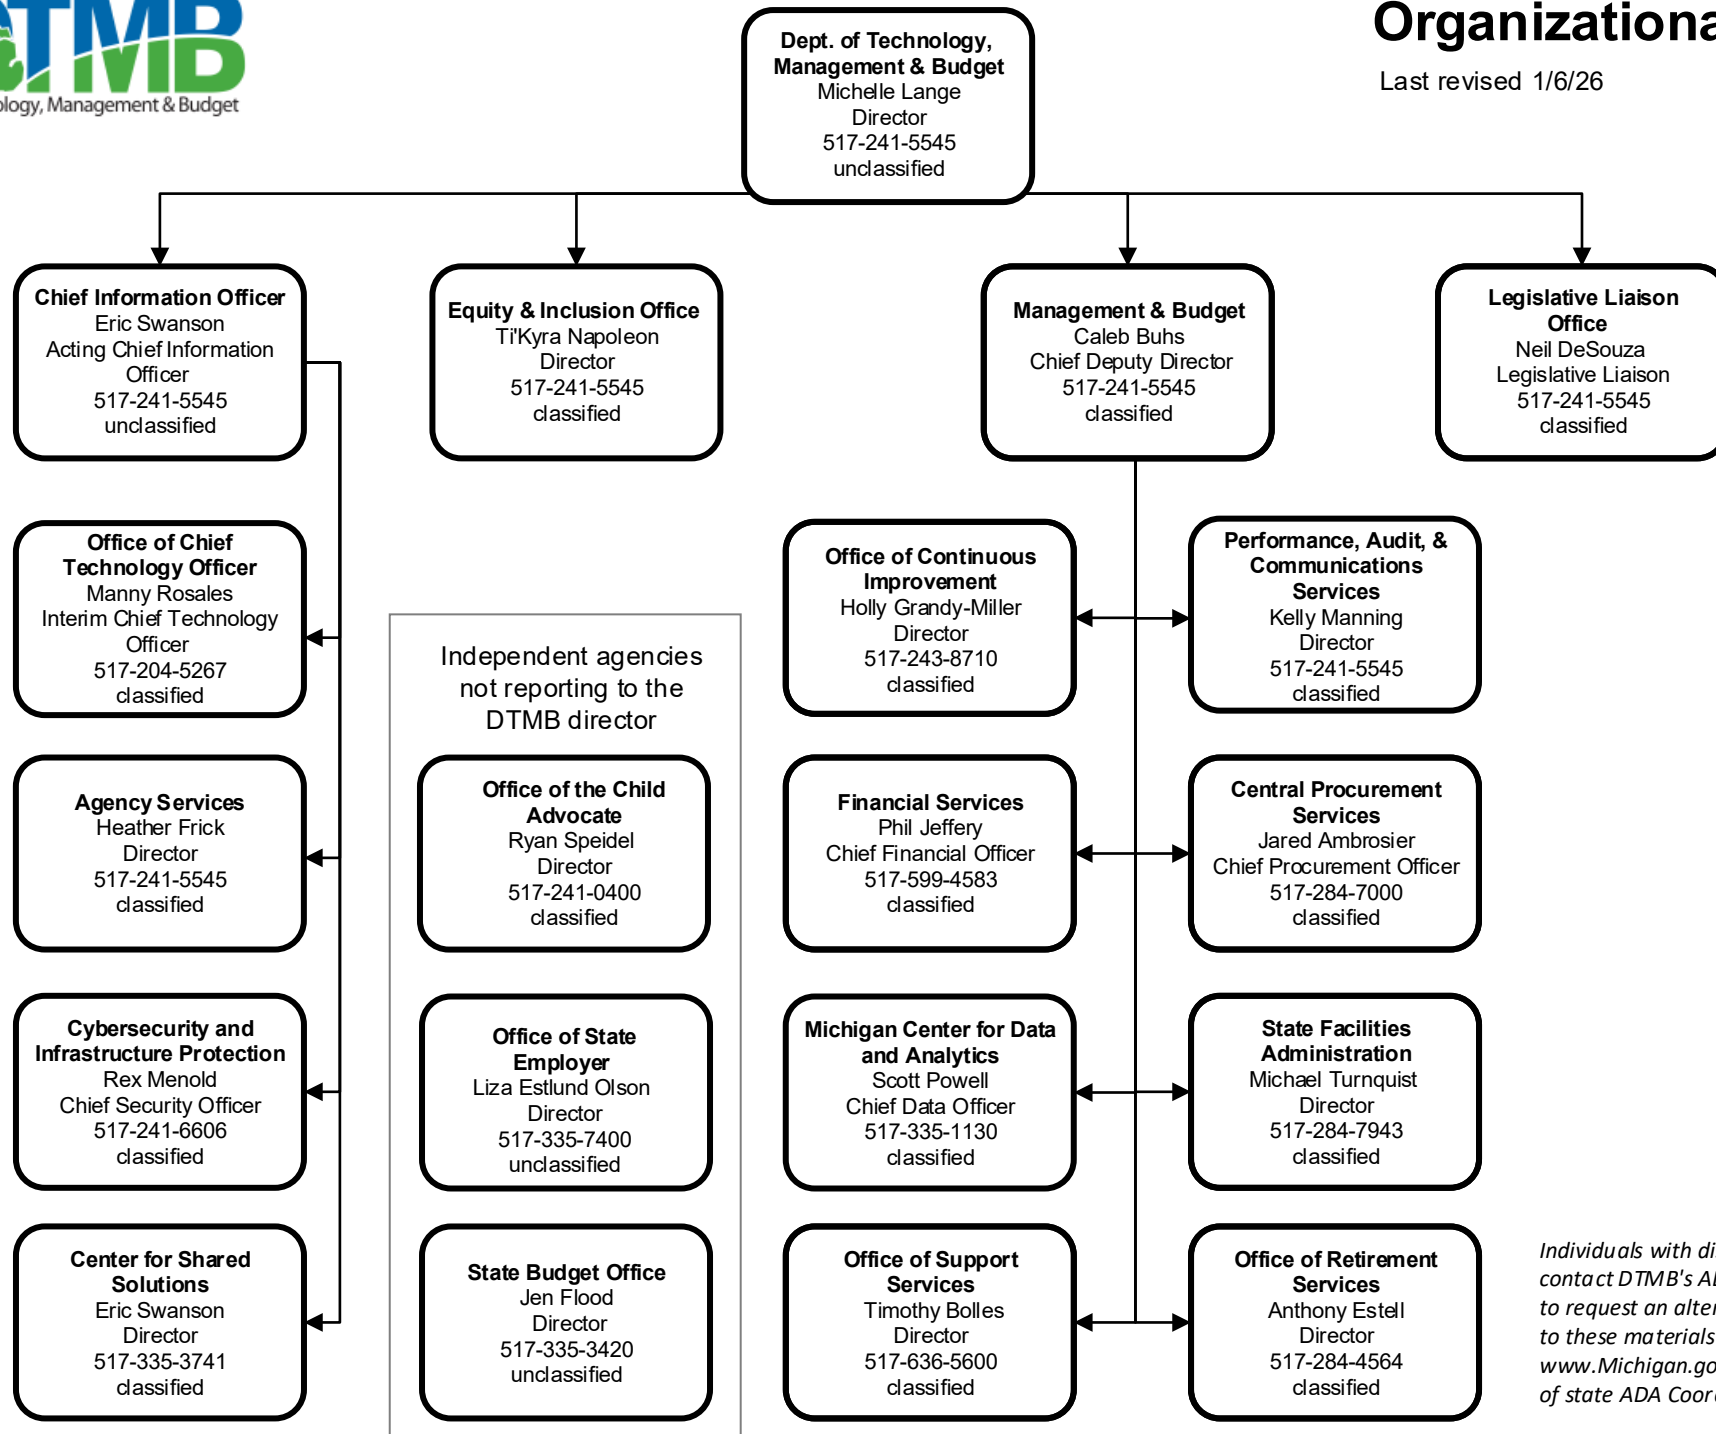 TMB
Management & Budget
Last revised 1/6/26
Dept. of Technology,
Management & Budget
Michelle Lange
Director
517-241-5545
unclassified
Chief Information Officer
Eric Swanson
Acting Chief Information
Officer
517-241-5545
unclassified
Equity & Inclusion Office
Ti'Kyra Napoleon
Director
517-241-5545
classified
Management & Budget
Caleb Buhs
Chief Deputy Director
517-241-5545
classified
Legislative Liaison
Office
Neil DeSouza
Legislative Liaison
517-241-5545
classified
Office of Chief
Technology Officer
Manny Rosales
Interim Chief Technology
Officer
517-204-5267
classified
Agency Services
Heather Frick
Director
517-241-5545
classified
Cybersecurity and
Infrastructure Protection
Rex Menold
Chief Security Officer
517-241-6606
classified
Center for Shared
Solutions
Eric Swanson
Director
517-335-3741
classified
Independent agencies
not reporting to the
DTMB director
Office of the Child
Advocate
Ryan Speidel
Director
517-241-0400
classified
Office of State
Employer
Liza Estlund Olson
Director
517-335-7400
unclassified
State Budget Office
Jen Flood
Director
517-335-3420
unclassified
Office of Continuous
Improvement
Holly Grandy-Miller
Director
517-243-8710
classified
Performance, Audit, &
Communications
Services
Kelly Manning
Director
517-241-5545
classified
Financial Services
Phil Jeffery
Chief Financial Officer
517-599-4583
classified
Central Procurement
Services
Jared Ambrosier
Chief Procurement Officer
517-284-7000
classified
Michigan Center for Data
and Analytics
Scott Powell
Chief Data Officer
517-335-1130
classified
State Facilities
Administration
Michael Turnquist
Director
517-284-7943
classified
Office of Support
Services
Timothy Bolles
Director
517-636-5600
classified
Office of Retirement
Services
Anthony Estell
Director
517-284-4564
classified
Individuals with
contact DTMB's
to request an
to these materials
of state ADA